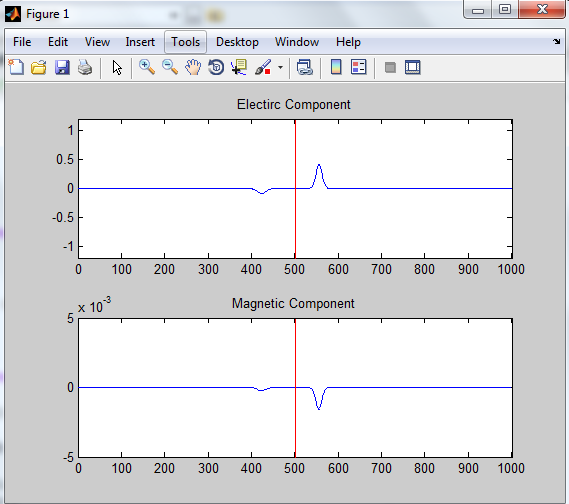 Figure 1
File Edit View Insert Tools Desktop Window Help
Electirc Component
1
0.5
0
-0.5
-1
0 100 200 300 400 500 600 700 800 900 1000
Magnetic Component
x 10^-3
5
0
-5
0 100 200 300 400 500 600 700 800 900 1000